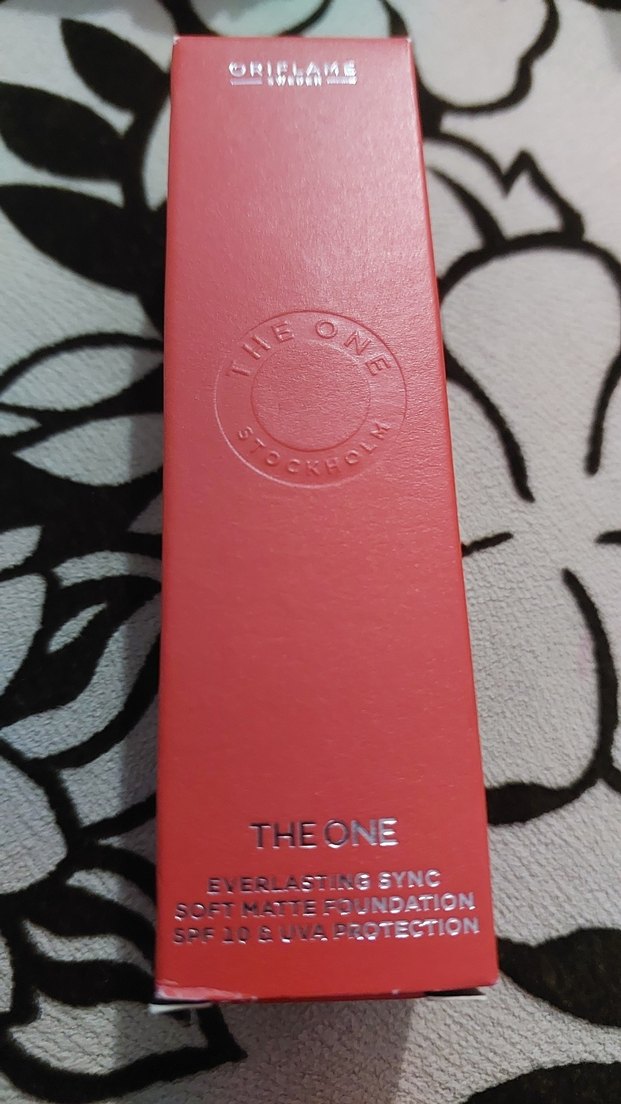 ORIFLAME
SWEDEN
THE ONE
STOCKHOLM
THE ONE
EVERLASTING SYNC
SOFT MATTE FOUNDATION
SPF 10 & UVA PROTECTION